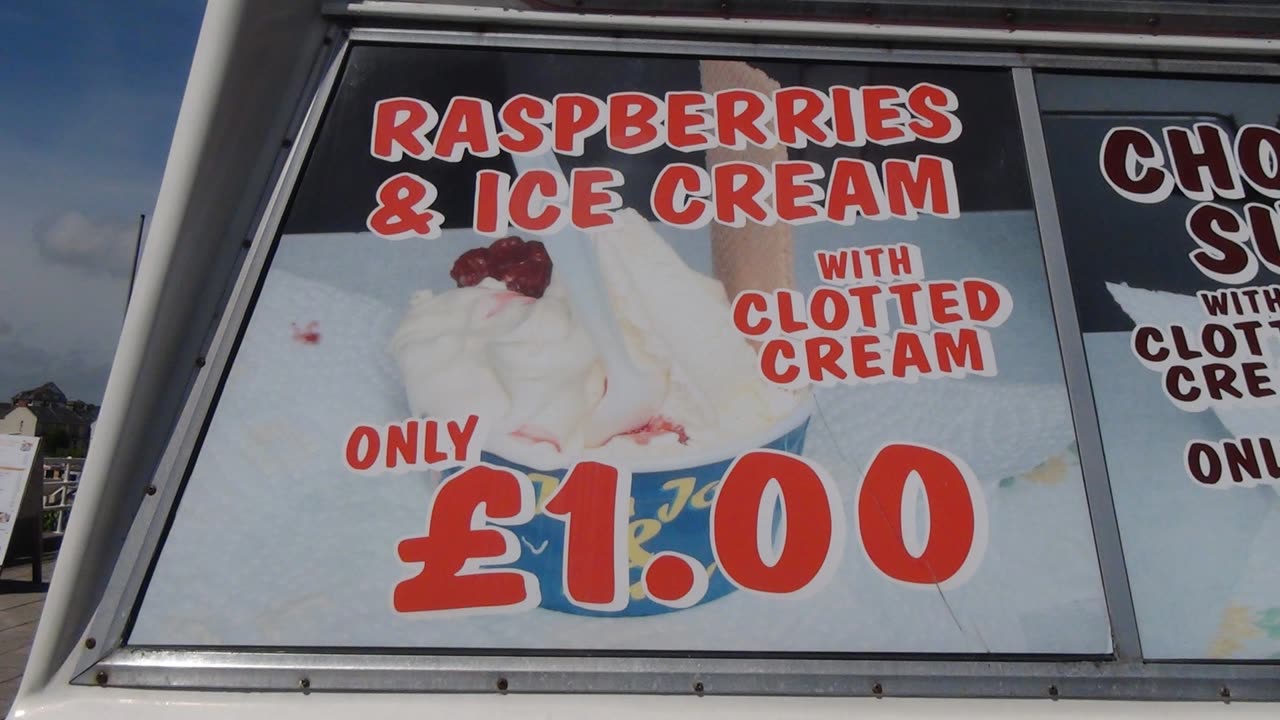 RASPBERRIES
& ICE CREAM
WITH
CLOTTED
CREAM
ONLY
£1.00
CHO
SU
WITH
CLOTT
CRE
ONL